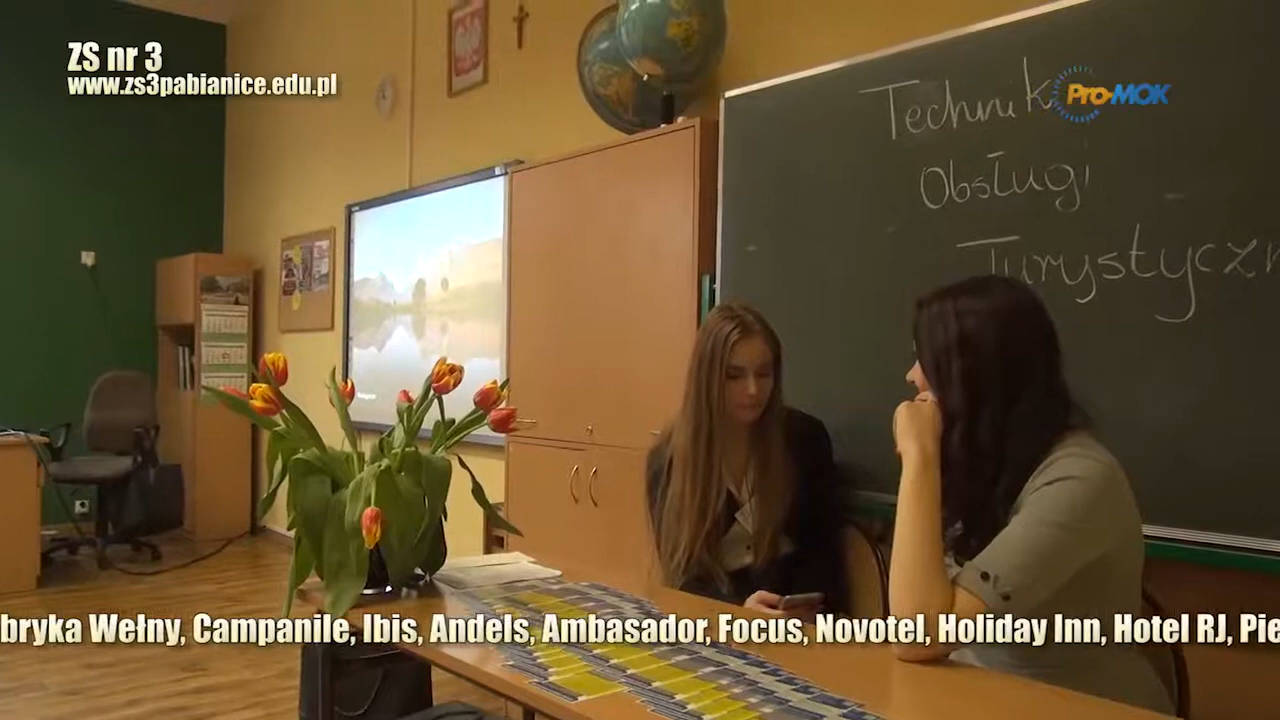 ZS nr 3
www.zs3pabianice.edu.pl
Pro-MOK
Technik
Obsługi
Turystyczn
bryka Wełny, Campanile, Ibis, Andels, Ambasador, Focus, Novotel, Holiday Inn, Hotel RJ, Pie